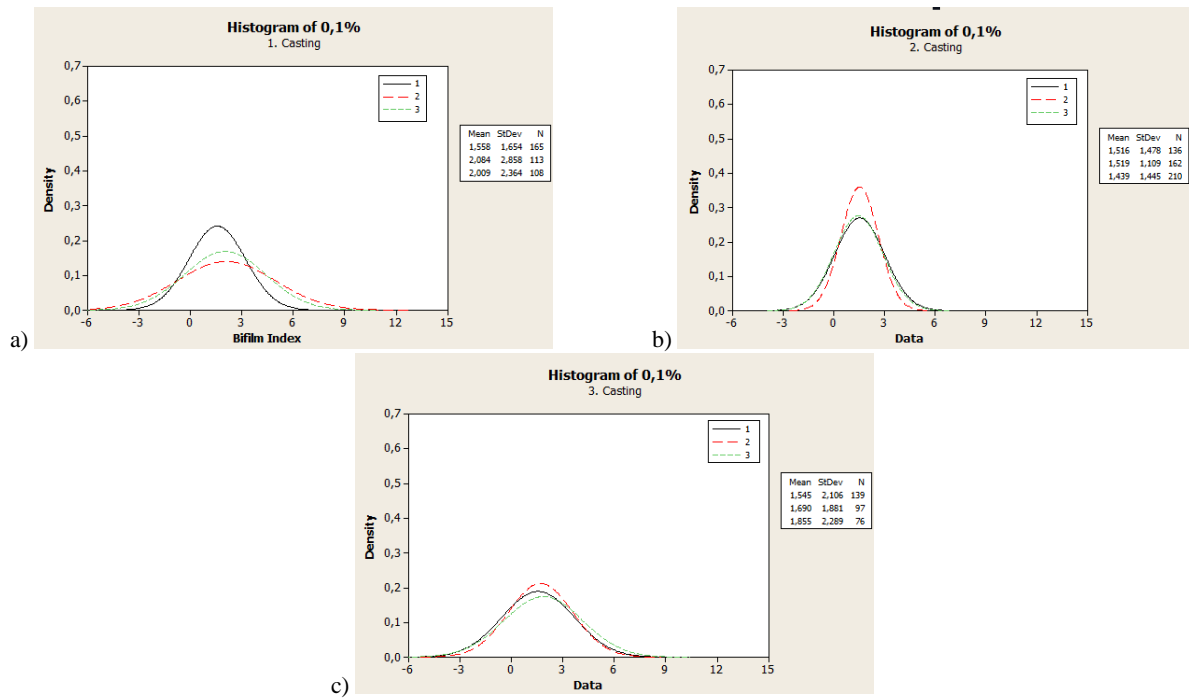 Histogram of 0,1%
1. Casting
0,7
0,6
0,5
0,4
0,3
0,2
0,1
0,0
Density
-6 -3 0 3 6 9 12 15
Bifilm Index
1
2
3
Mean StDev N
1,558 1,654 165
2,084 2,858 113
2,009 2,364 108
a)
Histogram of 0,1%
2. Casting
0,7
0,6
0,5
0,4
0,3
0,2
0,1
0,0
Density
-6 -3 0 3 6 9 12 15
Data
1
2
3
Mean StDev N
1,516 1,478 136
1,519 1,109 162
1,439 1,445 210
b)
Histogram of 0,1%
3. Casting
0,7
0,6
0,5
0,4
0,3
0,2
0,1
0,0
Density
-6 -3 0 3 6 9 12 15
Data
1
2
3
Mean StDev N
1,545 2,106 139
1,690 1,881 97
1,855 2,289 76
c)